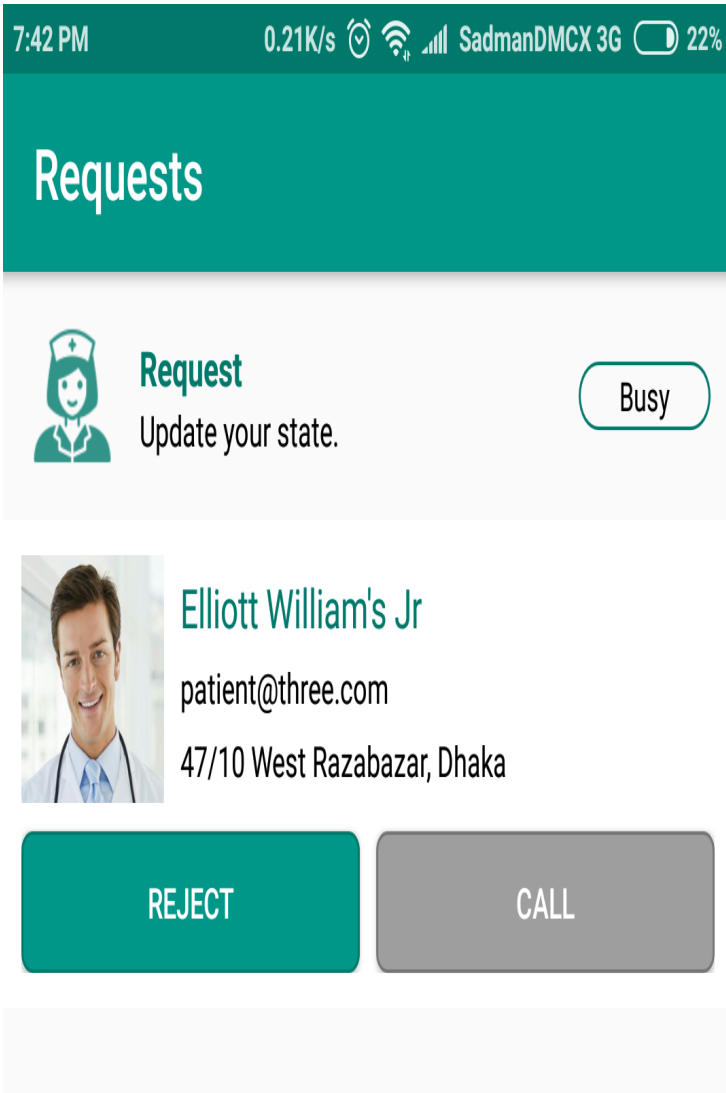 7:42 PM 0.21K/s SadmanDMCX 3G 22%
Requests
Request
Update your state.
Busy
Elliott William's Jr
patient@three.com
47/10 West Razabazar, Dhaka
REJECT CALL